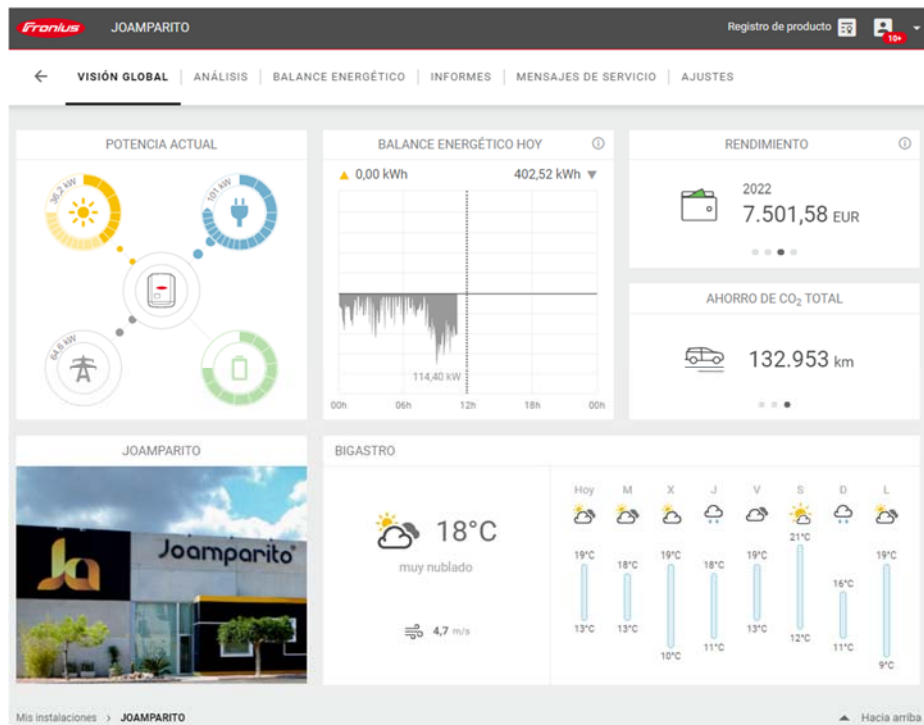 Fronius JOAMPARITO Registro de producto
10+
VISIÓN GLOBAL ANÁLISIS BALANCE ENERGÉTICO INFORMES MENSAJES DE SERVICIO AJUSTES
POTENCIA ACTUAL
36,2 kW
101 kW
64,6 kW
BALANCE ENERGÉTICO HOY
0,00 kWh 402,52 kWh
114,40 kW
00h 06h 12h 18h 00h
RENDIMIENTO
2022
7.501,58 EUR
AHORRO DE CO₂ TOTAL
132.953 km
JOAMPARITO
Ja
Joamparito
BIGASTRO
18°C
muy nublado
4,7 m/s
Hoy M X J V S D L
19°C 18°C 19°C 18°C 19°C 21°C 16°C 19°C
13°C 13°C 10°C 11°C 13°C 12°C 11°C 9°C
Mis instalaciones > JOAMPARITO Hacia arriba